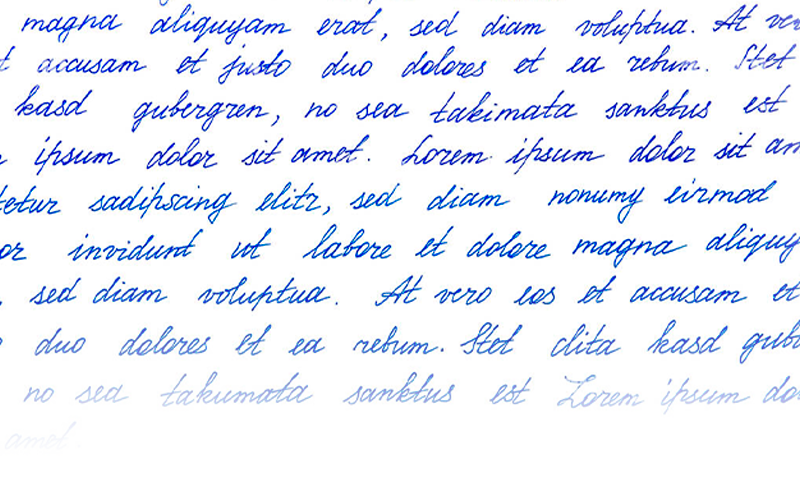 magna aliquyam erat, sed diam voluptua. At ver
t accusam et justo duo dolores et ea rebum. Stet
kasd gubergren, no sea takimata sanktus est
ipsum dolor sit amet. Lorem ipsum dolor sit am
tetur sadipscing elitr, sed diam nonumy eirmod
or invidunt ut labore et dolore magna aliquy
, sed diam voluptua. At vero eos et accusam et
duo dolores et ea rebum. Stet clita kasd gube
no sea takumata sanktus est Lorem ipsum do
amet.